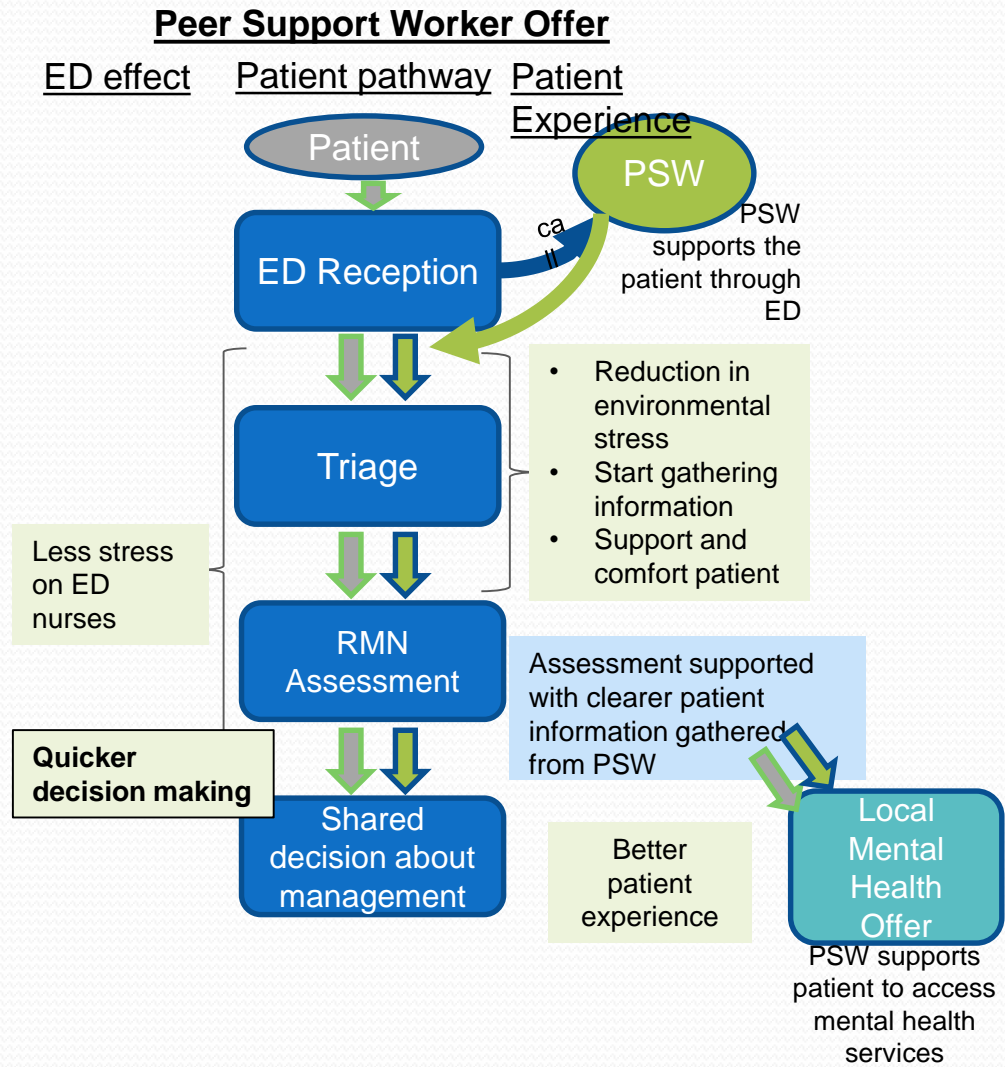 Peer Support Worker Offer
ED effect
Patient pathway
Patient
Experience
Patient
PSW
ca
ll
PSW
supports the
patient through
ED
ED Reception
• Reduction in
environmental
stress
• Start gathering
information
• Support and
comfort patient
Triage
Less stress
on ED
nurses
RMN
Assessment
Assessment supported
with clearer patient
information gathered
from PSW
Quicker
decision making
Shared
decision about
management
Better
patient
experience
Local
Mental
Health
Offer
PSW supports
patient to access
mental health
services